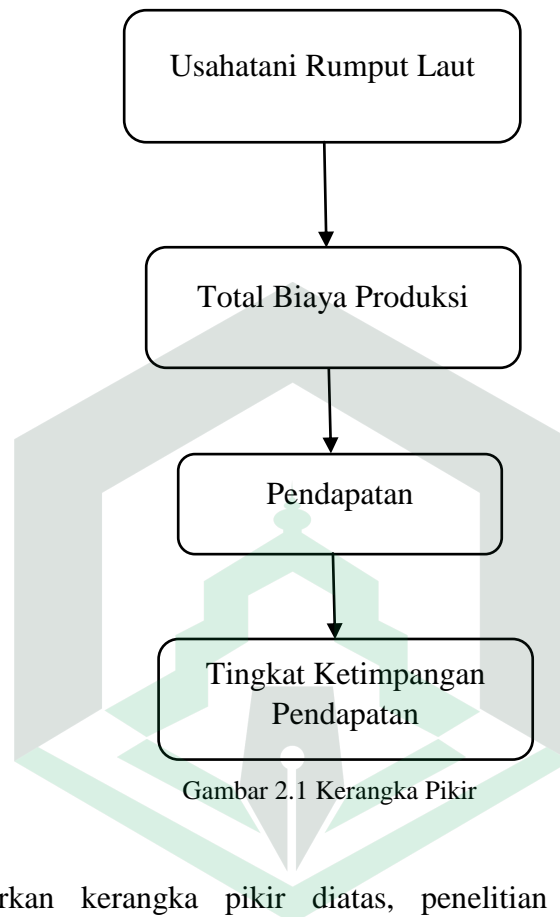 Usahatani Rumput Laut
Total Biaya Produksi
Pendapatan
Tingkat Ketimpangan
Pendapatan
Gambar 2.1 Kerangka Pikir
rkan kerangka pikir diatas, penelitian